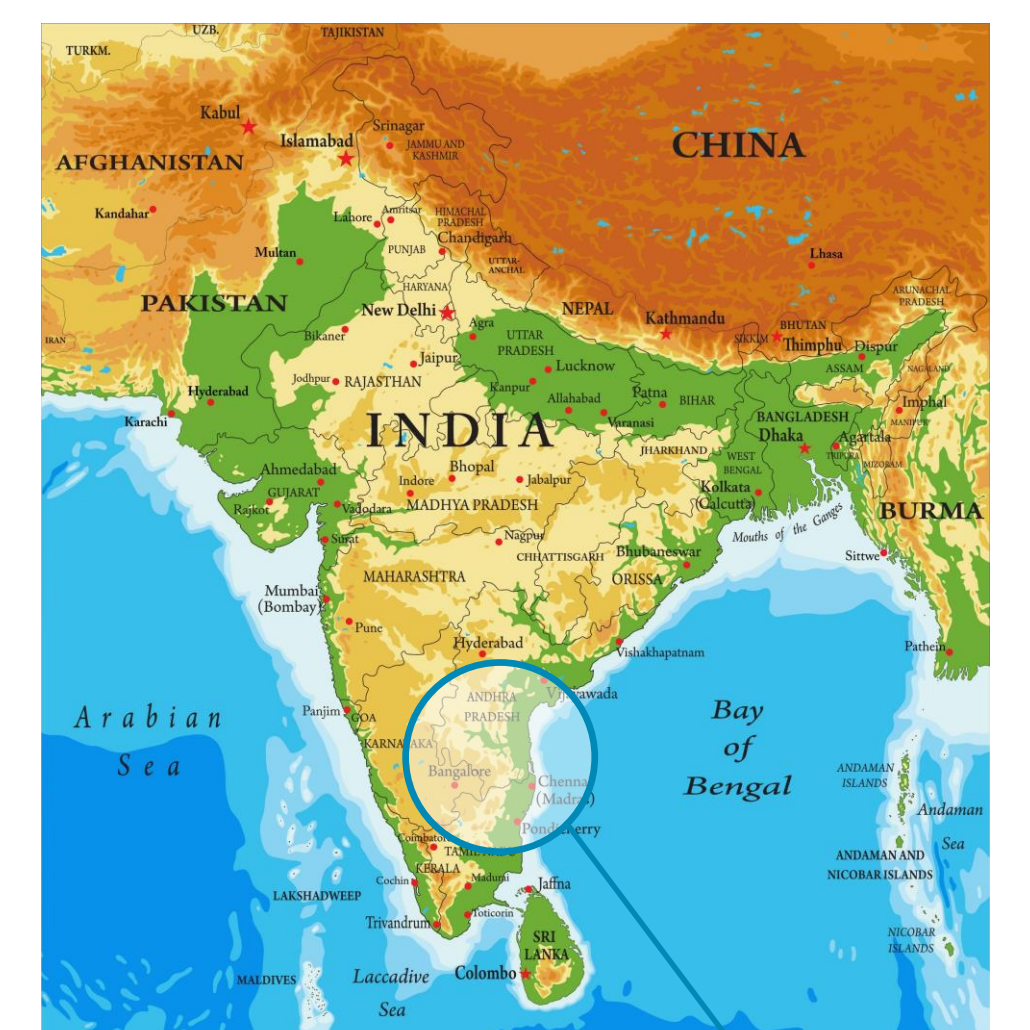 UZB.
TAJIKISTAN
TURKM.
Kabul
Islamabad
Srinagar
JAMMU AND
KASHMIR
CHINA
AFGHANISTAN
Kandahar
Lahore
Amritsar
HIMACHAL
PRADESH
Chandigarh
PUNJAB
Multan
UTTAR-
ANCHAL
Lhasa
HARYANA
PAKISTAN
New Delhi
NEPAL
Kathmandu
ARUNACHAL
PRADESH
IRAN
Bikaner
Agra
UTTAR
PRADESH
SIKKIM
BHUTAN
Thimphu
Dispur
ASSAM
NAGALAND
Jaipur
Lucknow
Jodhpur
RAJASTHAN
Kanpur
Hyderabad
Allahabad
Patna
BIHAR
Imphal
MANIPUR
Karachi
Varanasi
INDIA
BANGLADESH
Dhaka
Agartala
TRIPURA
MIZORAM
JHARKHAND
WEST
BENGAL
Ahmedabad
Bhopal
Indore
Jabalpur
GUJARAT
Rajkot
Vadodara
MADHYA PRADESH
Kolkata
(Calcutta)
BURMA
Mouths of the Ganges
Surat
Nagpur
CHHATTISGARH
Bhubaneswar
Sittwe
MAHARASHTRA
ORISSA
Mumbai
(Bombay)
Pune
Hyderabad
Vishakhapatnam
Pathein
ANDHRA
PRADESH
Vijayawada
Arabian
Sea
Panjim
GOA
KARNATAKA
Bay
of
Bengal
Bangalore
Chennai
(Madras)
ANDAMAN
ISLANDS
Pondicherry
Andaman
Sea
Coimbatore
TAMIL NADU
KERALA
ANDAMAN AND
NICOBAR ISLANDS
Cochin
Madurai
Jaffna
LAKSHADWEEP
Toticorin
Trivandrum
NICOBAR
ISLANDS
SRI
LANKA
MALDIVES
Laccadive
Sea
Colombo